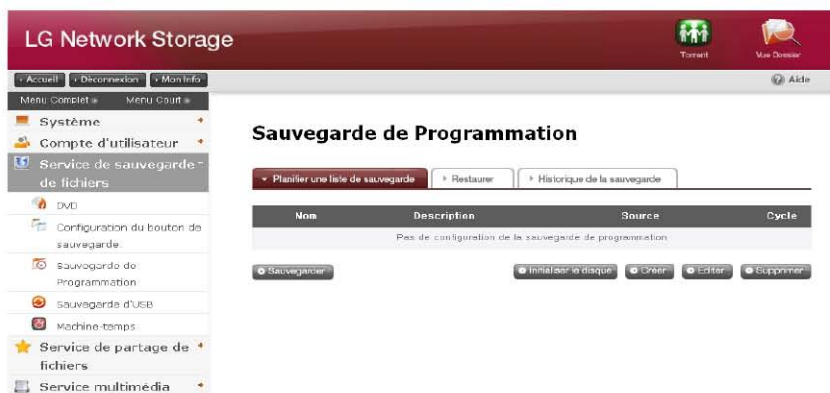 LG Network Storage
Torrent
Vue Dossier
Accueil Déconnexion Mon Info
Aide
Menu Complet Menu Court
Système
Compte d'utilisateur
Service de sauvegarde
de fichiers
DVD
Configuration du bouton de
sauvegarde.
Sauvegarde de
Programmation
Sauvegarde d'USB
Machine-temps
Service de partage de
fichiers
Service multimédia
Sauvegarde de Programmation
Planifier une liste de sauvegarde Restaurer Historique de la sauvegarde
Nom Description Source Cycle
Pas de configuration de la sauvegarde de programmation
Sauvegarder Initialiser le disque Créer Editer Supprimer